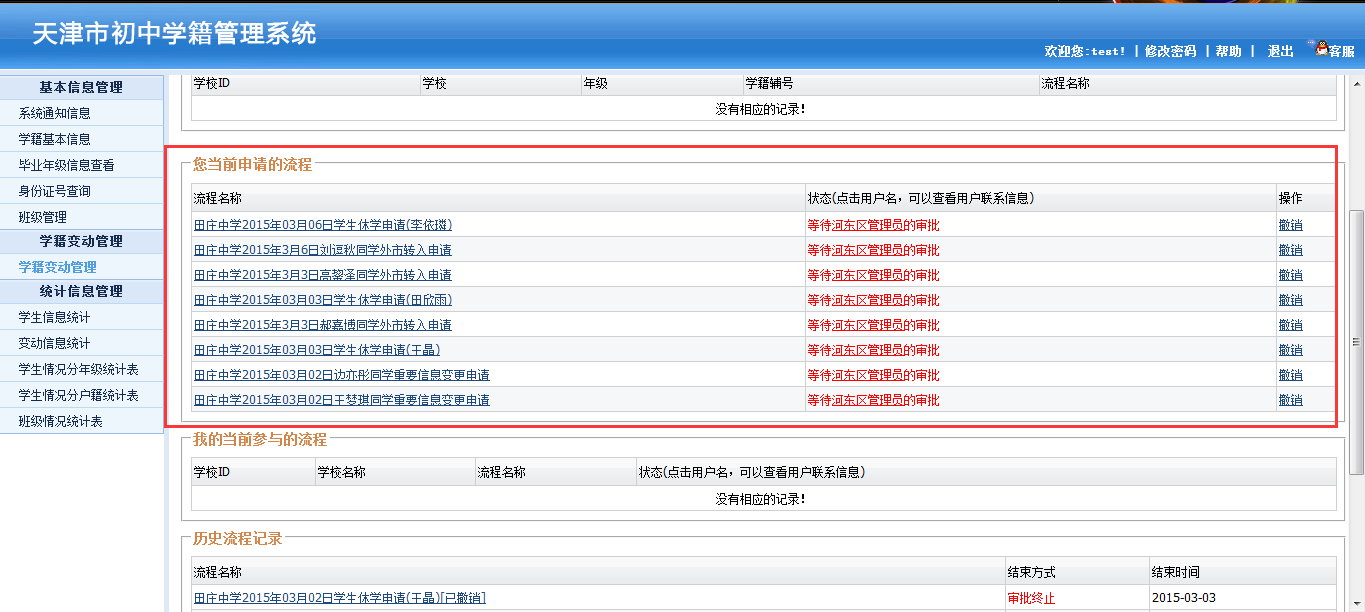 天津市初中学籍管理系统
欢迎您:test! | 修改密码 | 帮助 | 退出 客服
基本信息管理
系统通知信息
学籍基本信息
毕业年级信息查看
身份证号查询
班级管理
学籍变动管理
学籍变动管理
统计信息管理
学生信息统计
变动信息统计
学生情况分年级统计表
学生情况分户籍统计表
班级情况统计表
学校ID 学校 年级 学籍辅号 流程名称
没有相应的记录!
您当前申请的流程
流程名称 状态(点击用户名，可以查看用户联系信息) 操作
田庄中学2015年03月06日学生休学申请(李依璘) 等待河东区管理员的审批 撤销
田庄中学2015年3月6日刘逗秋同学外市转入申请 等待河东区管理员的审批 撤销
田庄中学2015年3月3日高翠泽同学外市转入申请 等待河东区管理员的审批 撤销
田庄中学2015年03月03日学生休学申请(田欣雨) 等待河东区管理员的审批 撤销
田庄中学2015年3月3日郝嘉博同学外市转入申请 等待河东区管理员的审批 撤销
田庄中学2015年03月03日学生休学申请(王晶) 等待河东区管理员的审批 撤销
田庄中学2015年03月02日边亦彤同学重要信息变更申请 等待河东区管理员的审批 撤销
田庄中学2015年03月02日王梦琪同学重要信息变更申请 等待河东区管理员的审批 撤销
我的当前参与的流程
学校ID 学校名称 流程名称 状态(点击用户名，可以查看用户联系信息)
没有相应的记录!
历史流程记录
流程名称 结束方式 结束时间
田庄中学2015年03月02日学生休学申请(王晶)[已撤销] 审批终止 2015-03-03